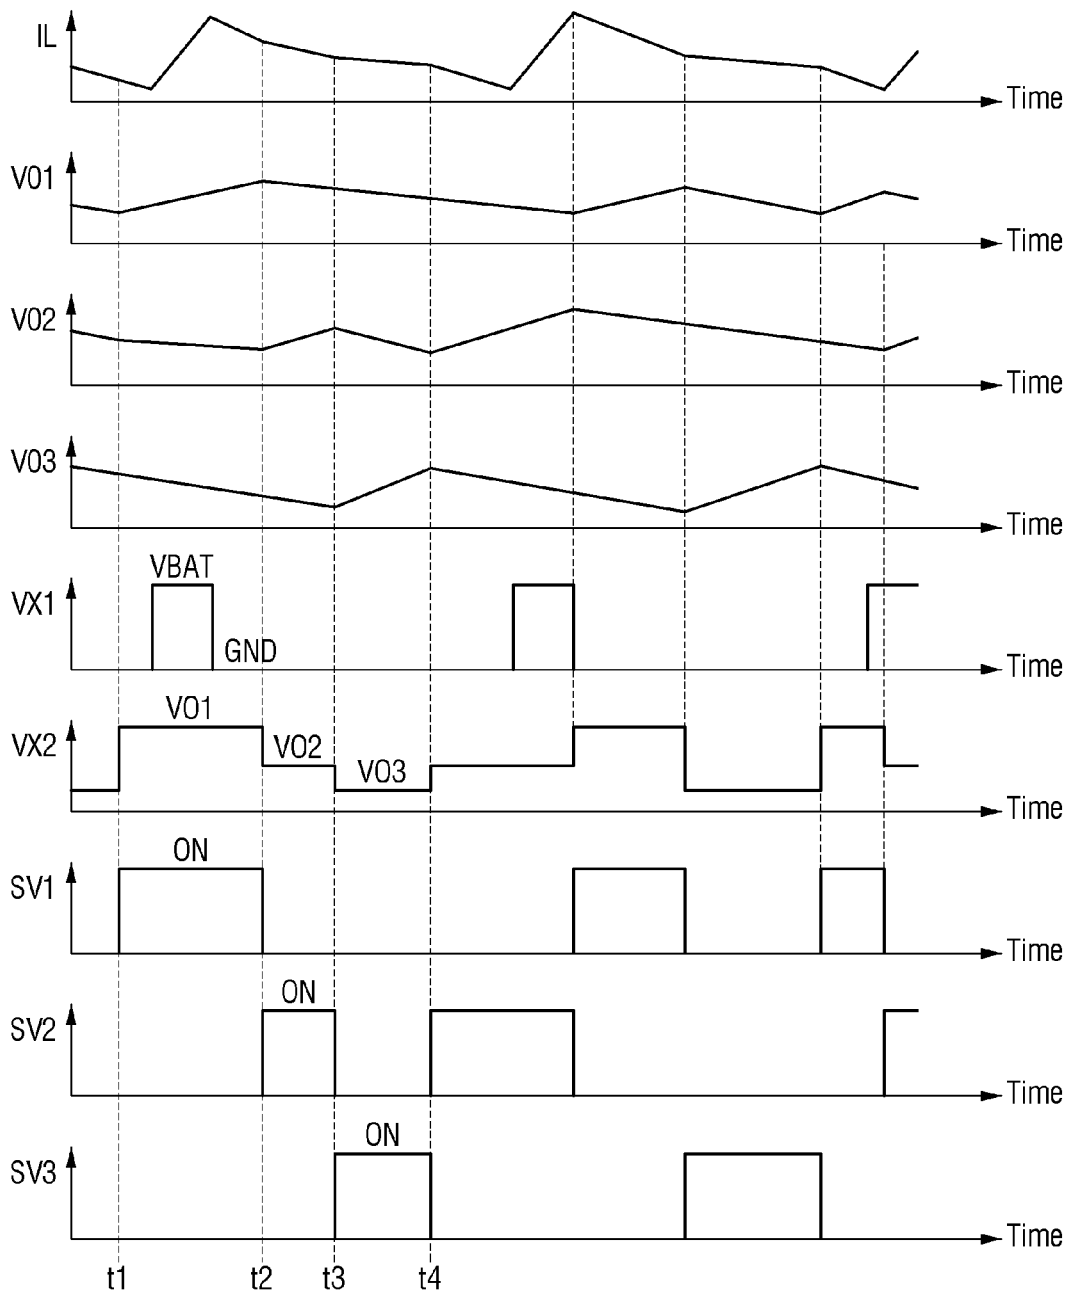 IL
Time
VO1
Time
VO2
Time
VO3
Time
VBAT
VX1
GND
Time
VO1
VX2
VO2
VO3
Time
ON
SV1
Time
ON
SV2
Time
ON
SV3
Time
t1 t2 t3 t4